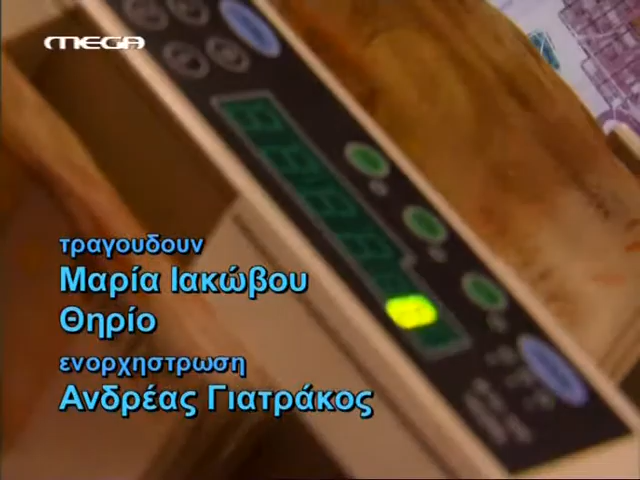 MEGA
τραγουδουν
Μαρία Ιακώβου
Θηρίο
ενορχηστρωση
Ανδρέας Γιατράκος